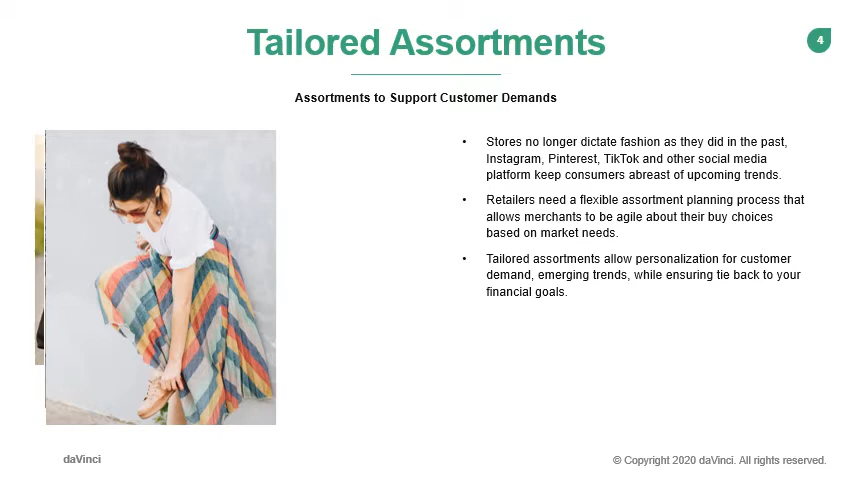 Tailored Assortments
4
Assortments to Support Customer Demands
• Stores no longer dictate fashion as they did in the past,
Instagram, Pinterest, TikTok and other social media
platform keep consumers abreast of upcoming trends.
• Retailers need a flexible assortment planning process that
allows merchants to be agile about their buy choices
based on market needs.
• Tailored assortments allow personalization for customer
demand, emerging trends, while ensuring tie back to your
financial goals.
daVinci
© Copyright 2020 daVinci. All rights reserved.